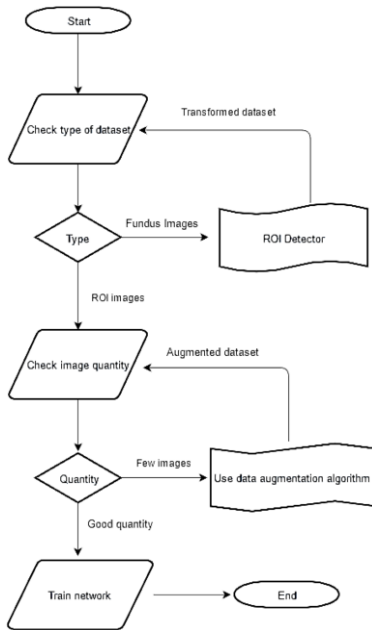 Start
Transformed dataset
Check type of dataset
Fundus Images
Type
ROI Detector
ROI images
Augmented dataset
Check image quantity
Few images
Quantity
Use data augmentation algorithm
Good quantity
Train network
End